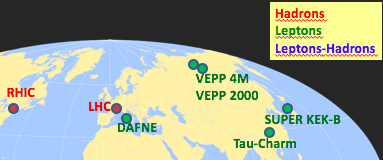 Hadrons
Leptons
Leptons-Hadrons
VEPP 4M
VEPP 2000
RHIC
LHC
DAFNE
SUPER KEK-B
Tau-Charm